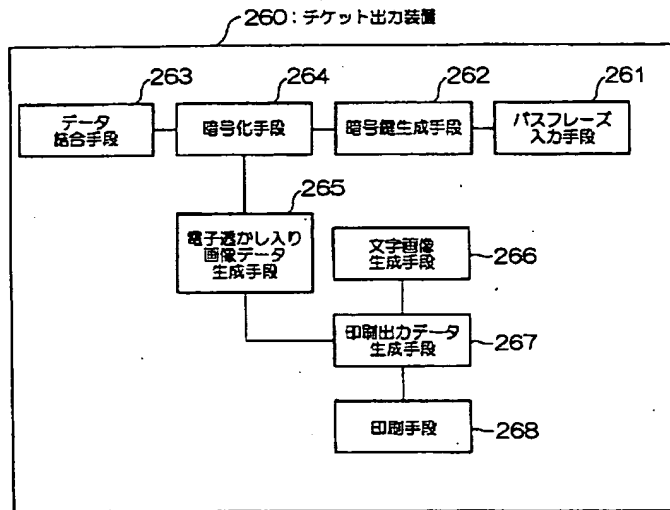 260：チケット出力装置
263
264
262
261
データ
結合手段
暗号化手段
暗号鍵生成手段
パスフレーズ
入力手段
265
電子透かし入り
画像データ
生成手段
文字画像
生成手段
266
印刷出力データ
生成手段
267
印刷手段
268